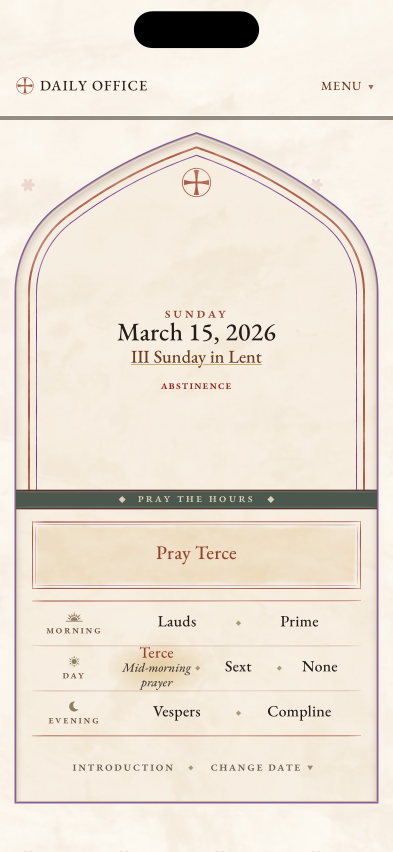 DAILY OFFICE
MENU
SUNDAY
March 15, 2026
III Sunday in Lent
ABSTINENCE
PRAY THE HOURS
Pray Terce
MORNING
Lauds
Prime
DAY
Terce
Mid-morning
prayer
Sext
None
EVENING
Vespers
Compline
INTRODUCTION
CHANGE DATE